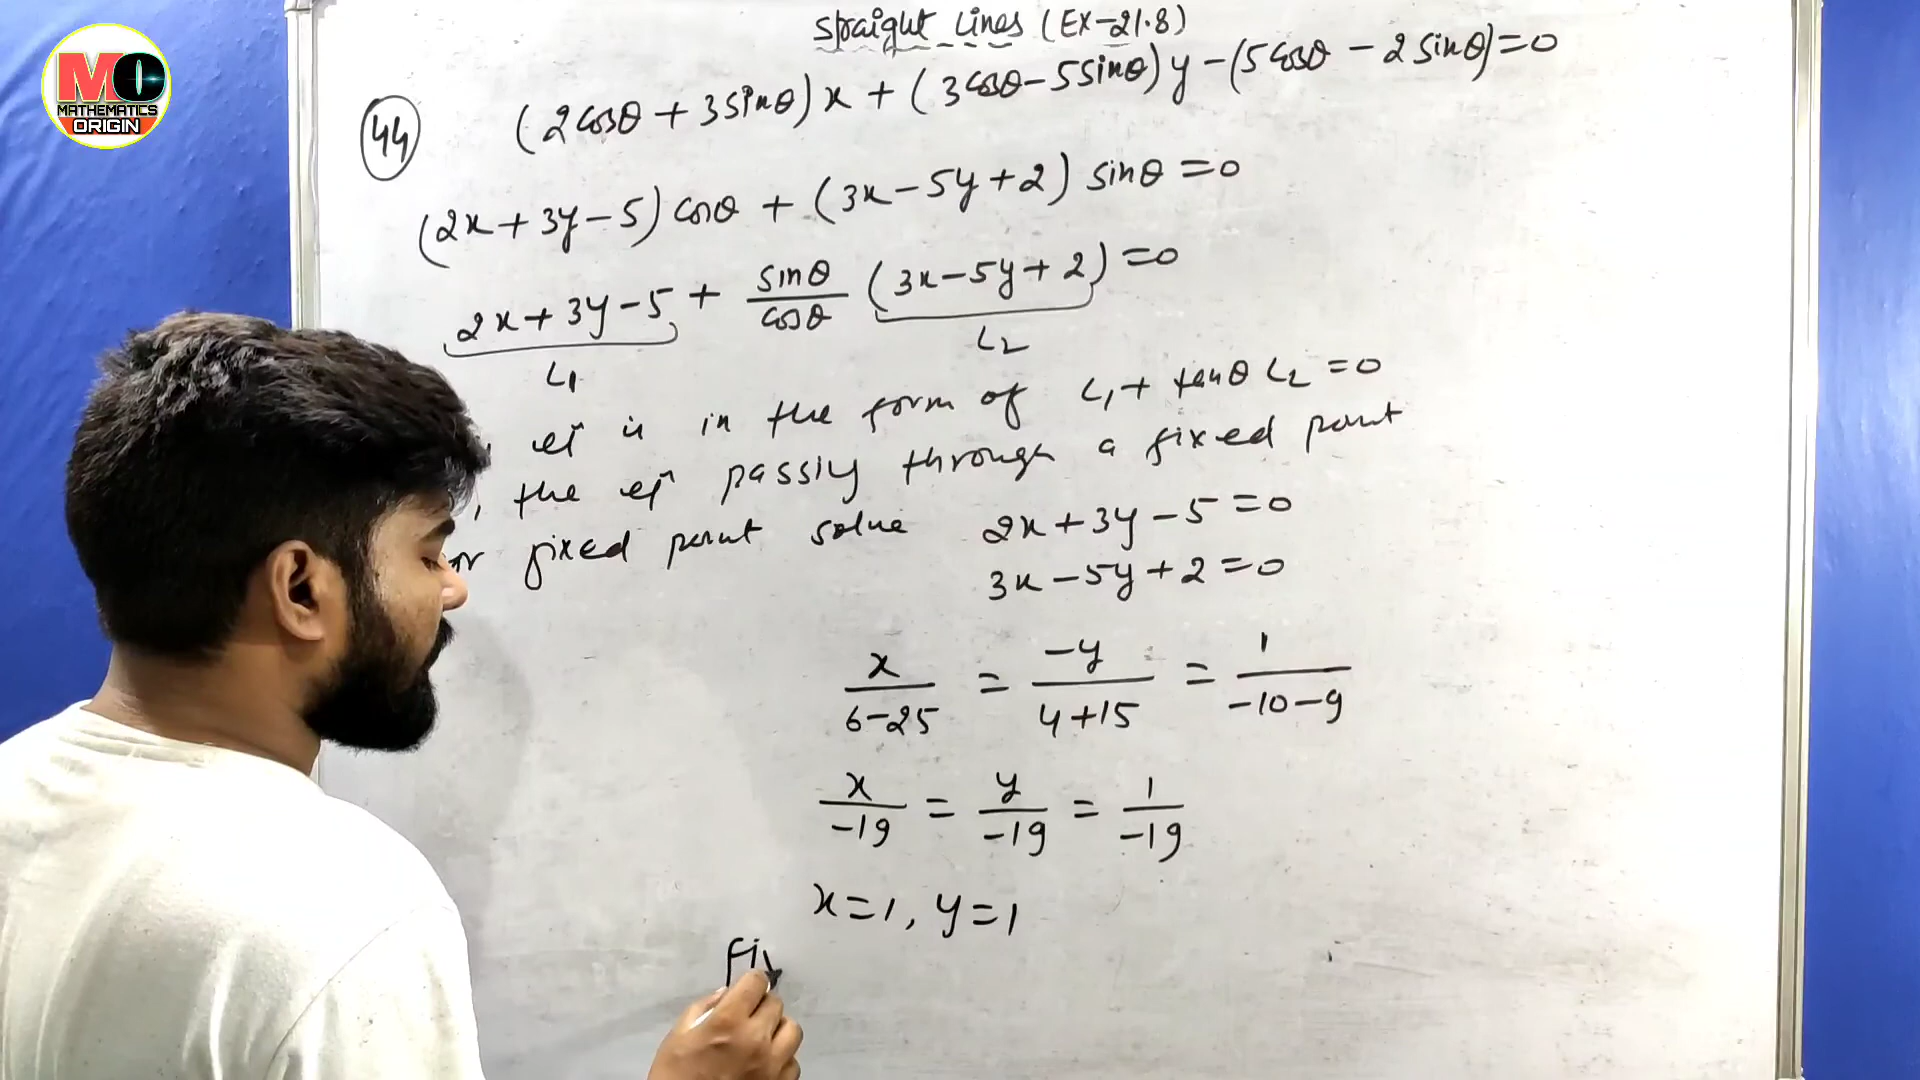 MO
MATHEMATICS
ORIGIN
Straight Lines (EX-21.8)
44 (2cosθ + 3sinθ)x + (3cosθ - 5sinθ)y - (5cosθ - 2sinθ) = 0
(2x + 3y - 5) cosθ + (3x - 5y + 2) sinθ = 0
2x + 3y - 5 + sinθ/cosθ (3x - 5y + 2) = 0
L1 L2
is in the form of L1 + tanθ L2 = 0
, the passing through a fixed point
fixed point solve 2x + 3y - 5 = 0
3x - 5y + 2 = 0
x/(6-25) = -y/(4+15) = 1/(-10-9)
x/-19 = y/-19 = 1/-19
x = 1, y = 1